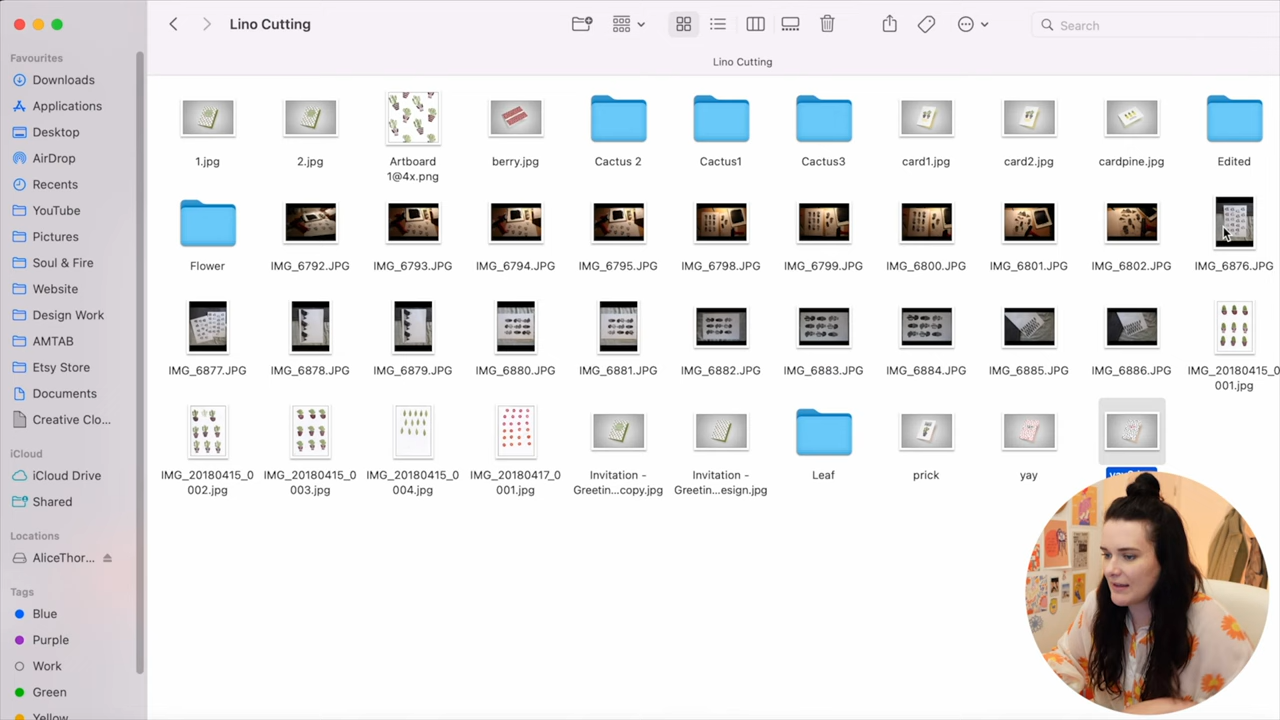 Lino Cutting
Search
Lino Cutting
Favourites
Downloads
Applications
Desktop
AirDrop
Recents
YouTube
Pictures
Soul & Fire
Website
Design Work
AMTAB
Etsy Store
Documents
Creative Clo...
iCloud
iCloud Drive
Shared
Locations
AliceThor...
Tags
Blue
Purple
Work
Green
Yellow
1.jpg
2.jpg
Artboard
1@4x.png
berry.jpg
Cactus 2
Cactus1
Cactus3
card1.jpg
card2.jpg
cardpine.jpg
Edited
Flower
IMG_6792.JPG
IMG_6793.JPG
IMG_6794.JPG
IMG_6795.JPG
IMG_6798.JPG
IMG_6799.JPG
IMG_6800.JPG
IMG_6801.JPG
IMG_6802.JPG
IMG_6876.JPG
IMG_6877.JPG
IMG_6878.JPG
IMG_6879.JPG
IMG_6880.JPG
IMG_6881.JPG
IMG_6882.JPG
IMG_6883.JPG
IMG_6884.JPG
IMG_6885.JPG
IMG_6886.JPG
IMG_20180415_0
001.jpg
IMG_20180415_0
002.jpg
IMG_20180415_0
003.jpg
IMG_20180415_0
004.jpg
IMG_20180417_0
001.jpg
Invitation -
Greetin...copy.jpg
Invitation -
Greetin...esign.jpg
Leaf
prick
yay